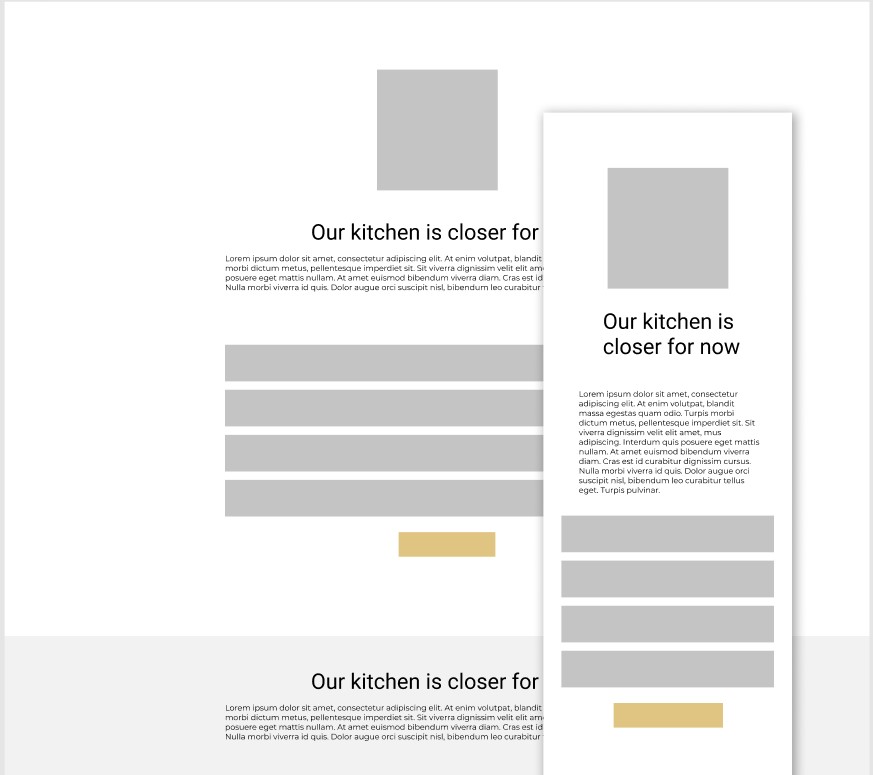 Our kitchen is closer for
Lorem ipsum dolor sit amet, consectetur adipiscing elit. At enim volutpat, blandit
morbi dictum metus, pellentesque imperdiet sit. Sit viverra dignissim velit elit
posuere eget mattis nullam. At amet euismod bibendum viverra diam. Cras est id
Nulla morbi viverra id quis. Dolor augue orci suscipit nisl, bibendum leo curabitur
Our kitchen is
closer for now
Lorem ipsum dolor sit amet, consectetur
adipiscing elit. At enim volutpat, blandit
massa egestas quam odio. Turpis morbi
dictum metus, pellentesque imperdiet sit. Sit
viverra dignissim velit elit amet, mus
adipiscing. Interdum quis posuere eget mattis
nullam. At amet euismod bibendum viverra
diam. Cras est id curabitur dignissim cursus.
Nulla morbi viverra id quis. Dolor augue orci
suscipit nisl, bibendum leo curabitur tellus
eget. Turpis pulvinar.
Our kitchen is closer for
Lorem ipsum dolor sit amet, consectetur adipiscing elit. At enim volutpat, blandit
morbi dictum metus, pellentesque imperdiet sit. Sit viverra dignissim velit elit
posuere eget mattis nullam. At amet euismod bibendum viverra diam. Cras est id
Nulla morbi viverra id quis. Dolor augue orci suscipit nisl, bibendum leo curabitur